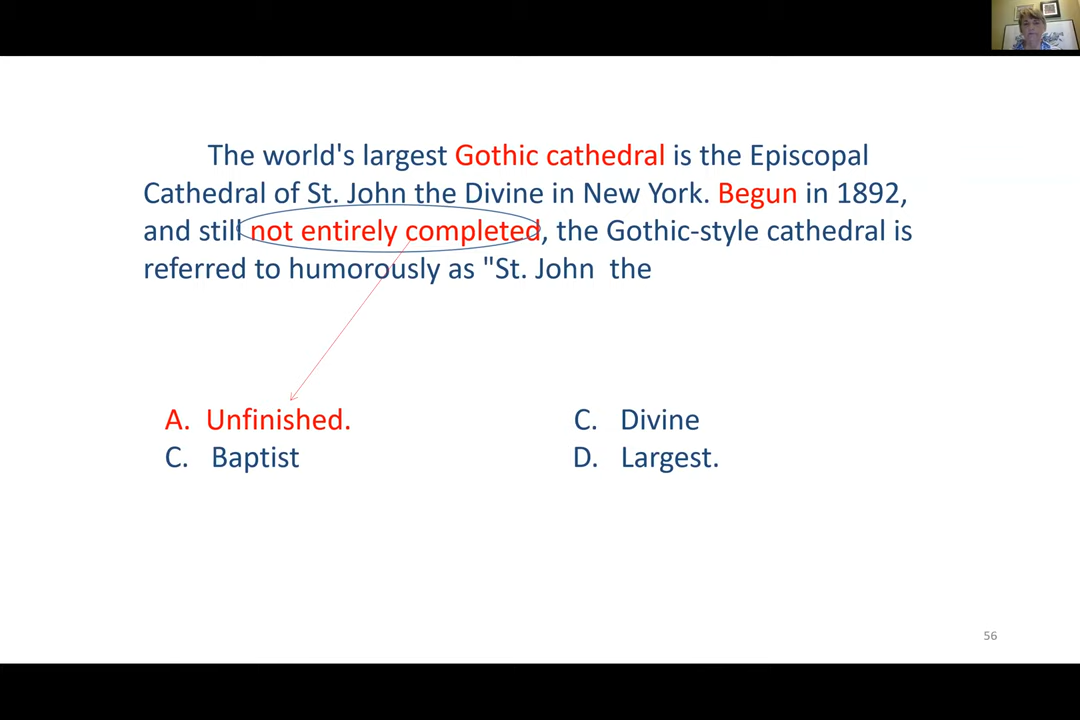 The world's largest Gothic cathedral is the Episcopal
Cathedral of St. John the Divine in New York. Begun in 1892,
and still not entirely completed, the Gothic-style cathedral is
referred to humorously as "St. John the
A. Unfinished. C. Divine
C. Baptist D. Largest.
56